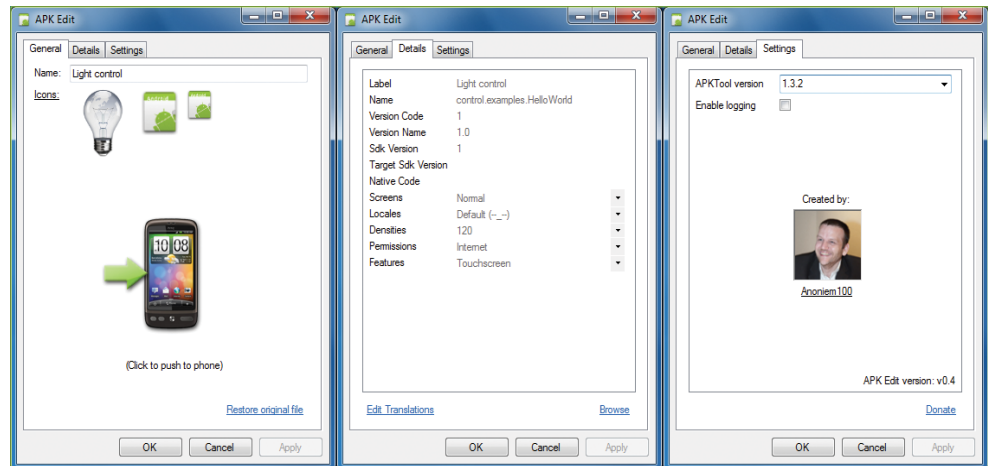 APK Edit
General Details Settings
Name: Light control
Icons:
10 08
(Click to push to phone)
Restore original file
OK Cancel Apply
APK Edit
General Details Settings
Label Light control
Name control.examples.HelloWorld
Version Code 1
Version Name 1.0
Sdk Version 1
Target Sdk Version
Native Code
Screens Normal
Locales Default (--_--)
Densities 120
Permissions Internet
Features Touchscreen
Edit Translations Browse
OK Cancel Apply
APK Edit
General Details Settings
APKTool version 1.3.2
Enable logging
Created by:
Anoniem100
APK Edit version: v0.4
Donate
OK Cancel Apply